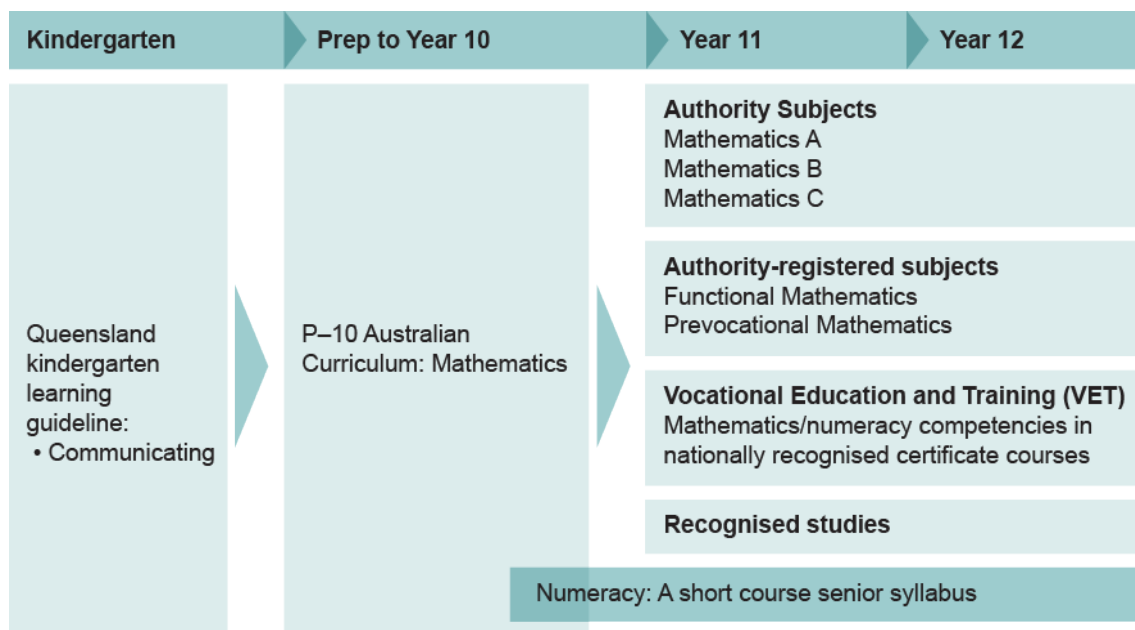 Kindergarten
Prep to Year 10
Year 11
Year 12
Queensland
kindergarten
learning
guideline:
• Communicating
P–10 Australian
Curriculum: Mathematics
Authority Subjects
Mathematics A
Mathematics B
Mathematics C
Authority-registered subjects
Functional Mathematics
Prevocational Mathematics
Vocational Education and Training (VET)
Mathematics/numeracy competencies in
nationally recognised certificate courses
Recognised studies
Numeracy: A short course senior syllabus